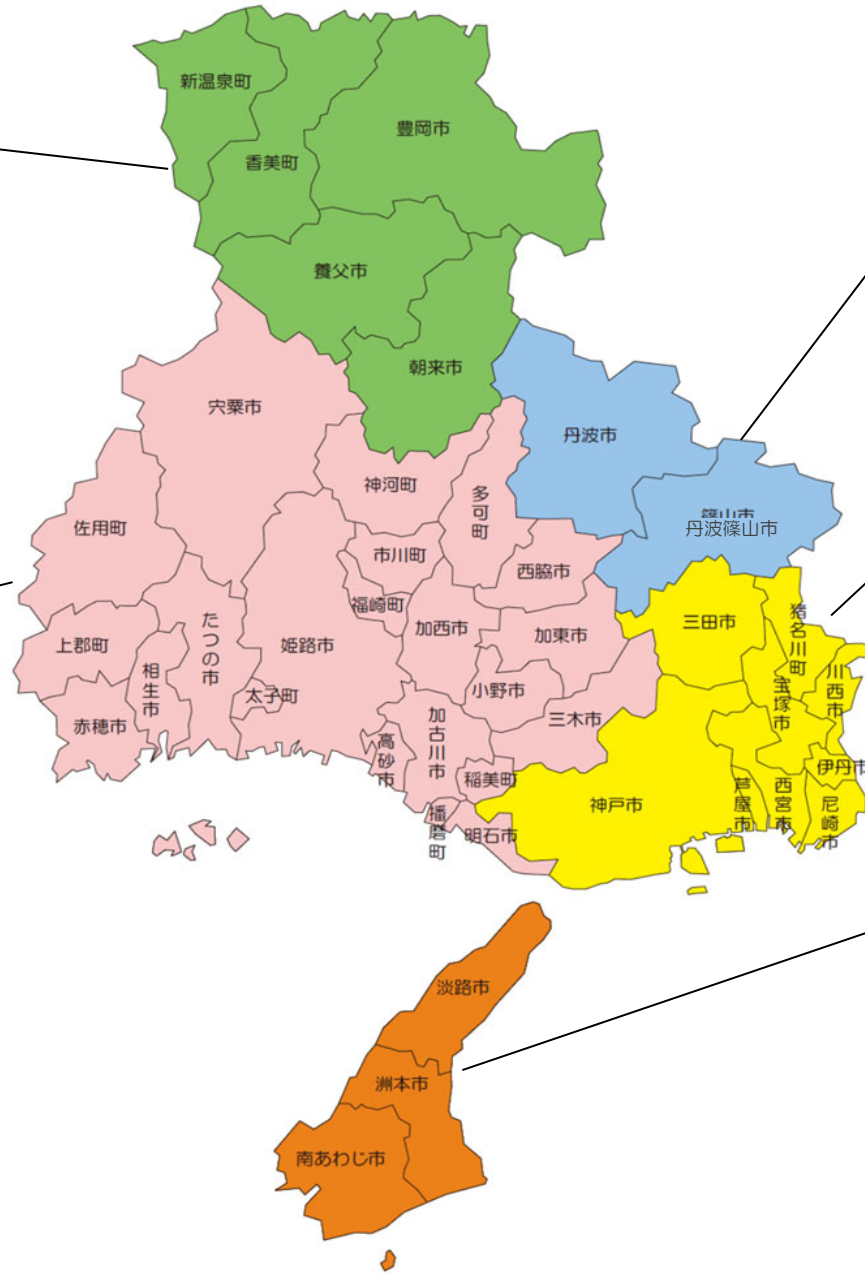 新温泉町
豊岡市
香美町
養父市
朝来市
宍粟市
丹波市
神河町
多可町
篠山市
丹波篠山市
佐用町
市川町
西脇市
福崎町
加西市
加東市
三田市
猪名川町
たつの市
上郡町
姫路市
相生市
太子町
小野市
川西市
宝塚市
赤穂市
三木市
加古川市
高砂市
稲美町
伊丹市
神戸市
芦屋市
西宮市
尼崎市
播磨町
明石市
淡路市
洲本市
南あわじ市